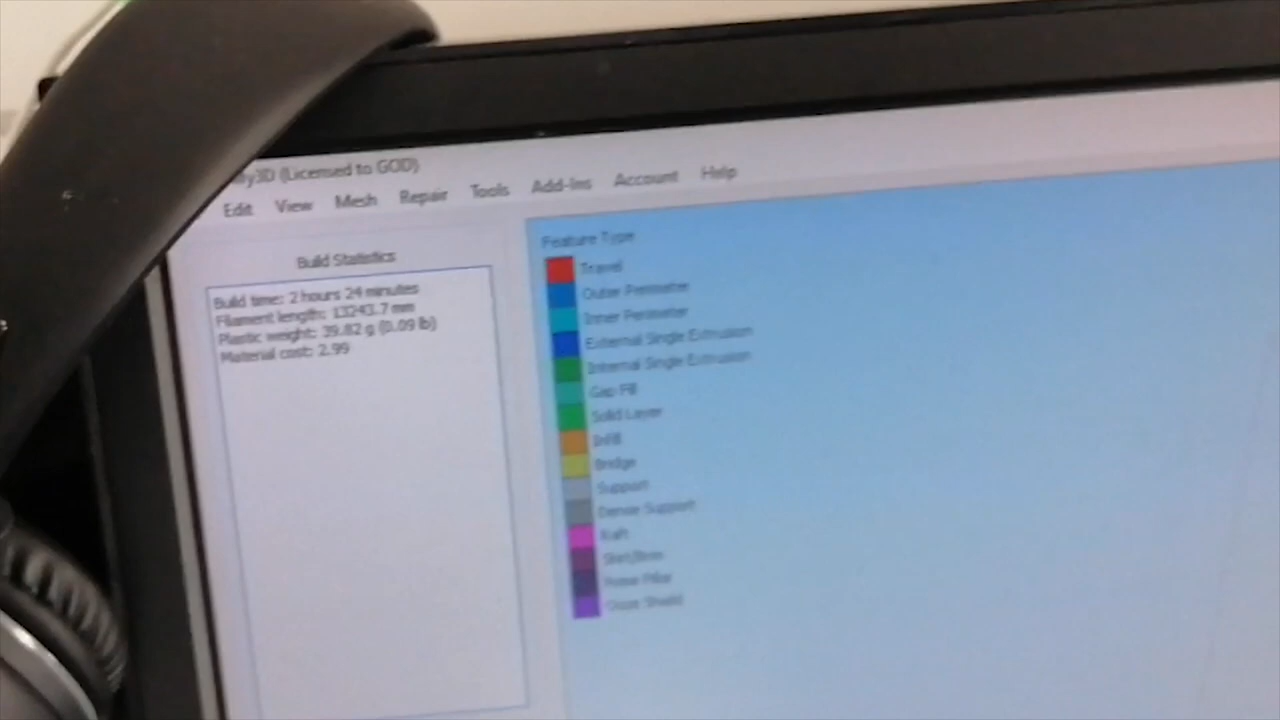 ify3D (Licensed to GOD)
Edit View Mesh Repair Tools Add-Ins Account Help
Build Statistics
Build time: 2 hours 24 minutes
Filament length: 13243.7 mm
Plastic weight: 39.82 g (0.09 lb)
Material cost: 2.99
Feature Type
Travel
Outer Perimeter
Inner Perimeter
External Single Extrusion
Internal Single Extrusion
Gap Fill
Solid Layer
Infill
Bridge
Support
Dense Support
Raft
Skirt/Brim
Prime Pillar
Ooze Shield